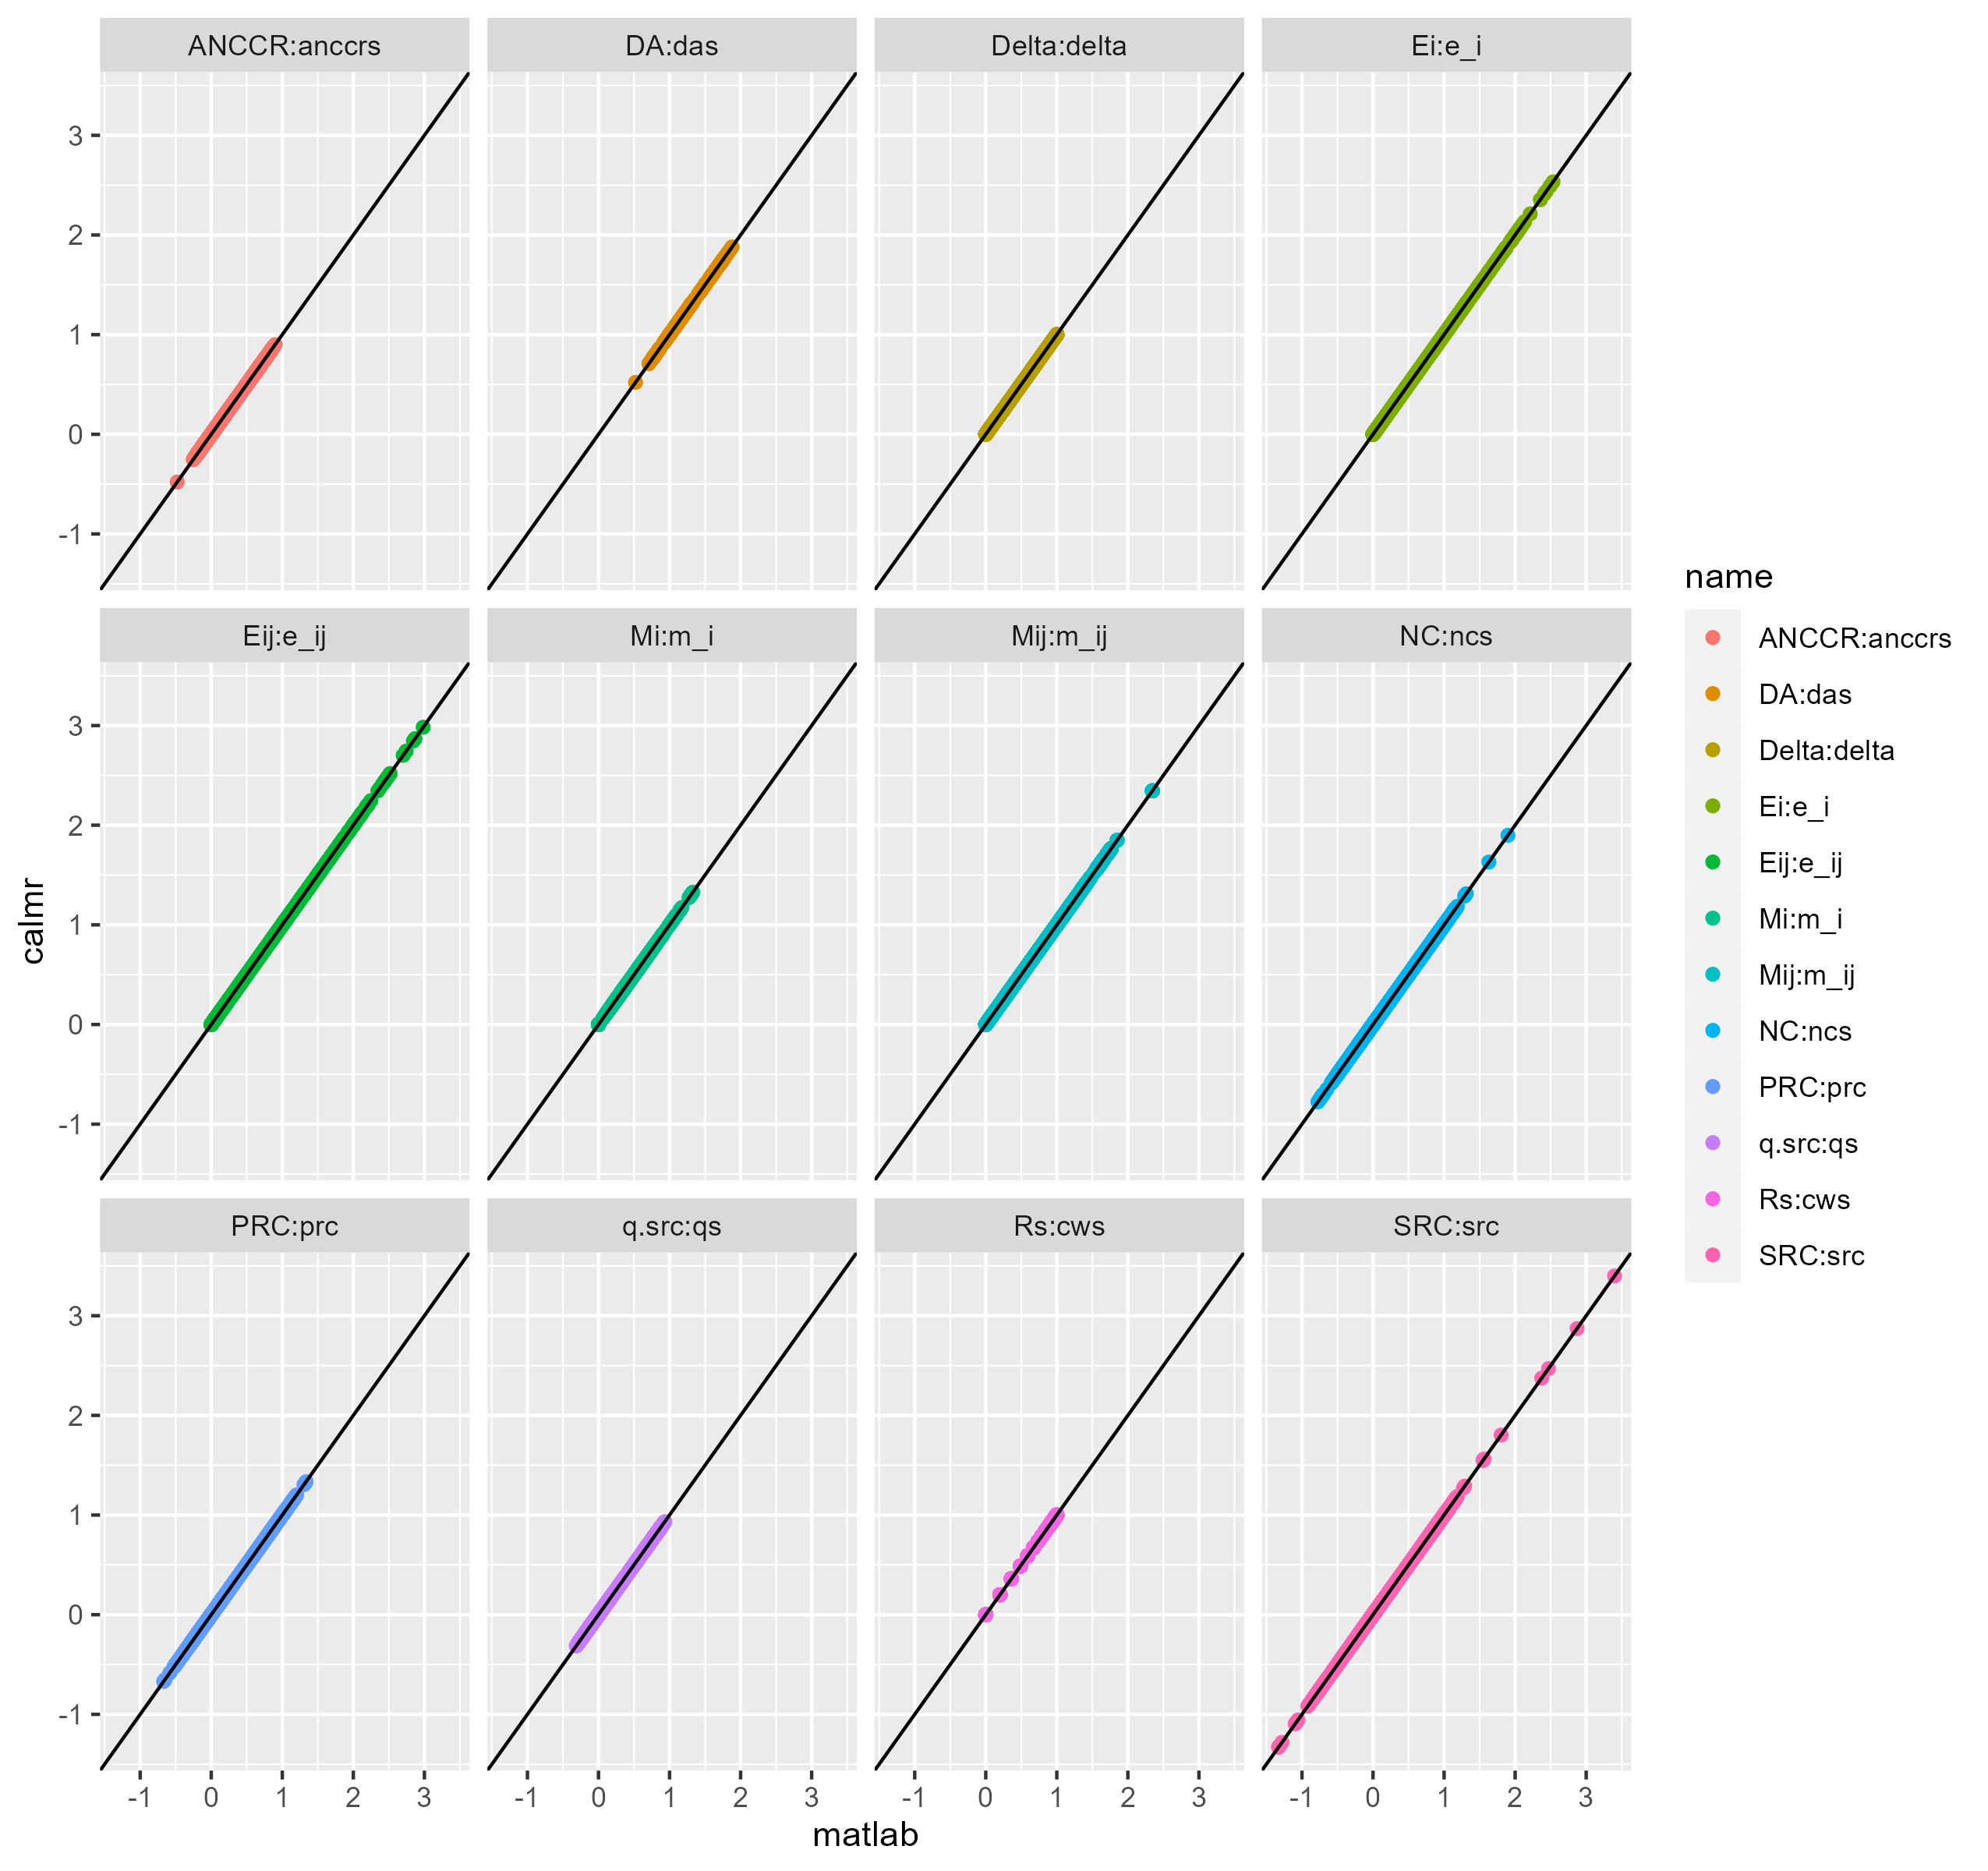 ANCCR:anccrs DA:das Delta:delta Ei:e_i
3
2
1
0
-1
Eij:e_ij Mi:m_i Mij:m_ij NC:ncs
3
2
1
0
-1
PRC:prc q.src:qs Rs:cws SRC:src
3
2
1
0
-1
-1 0 1 2 3 -1 0 1 2 3 -1 0 1 2 3 -1 0 1 2 3
matlab
calmr
name
ANCCR:anccrs
DA:das
Delta:delta
Ei:e_i
Eij:e_ij
Mi:m_i
Mij:m_ij
NC:ncs
PRC:prc
q.src:qs
Rs:cws
SRC:src